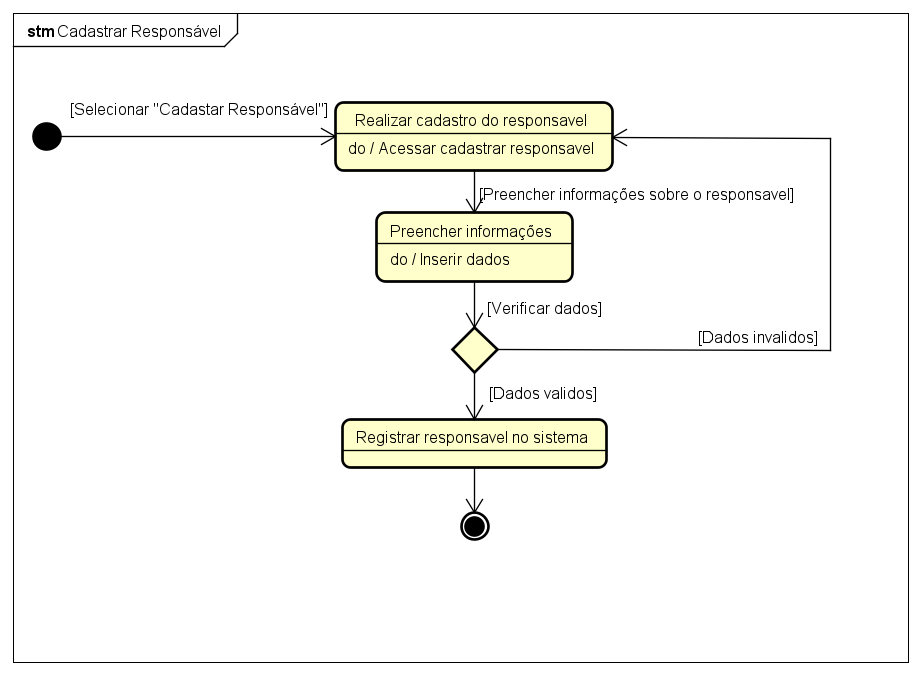 stm Cadastrar Responsável
[Selecionar "Cadastar Responsável"]
Realizar cadastro do responsavel
do / Acessar cadastrar responsavel
[Preencher informações sobre o responsavel]
Preencher informações
do / Inserir dados
[Verificar dados]
[Dados invalidos]
[Dados validos]
Registrar responsavel no sistema